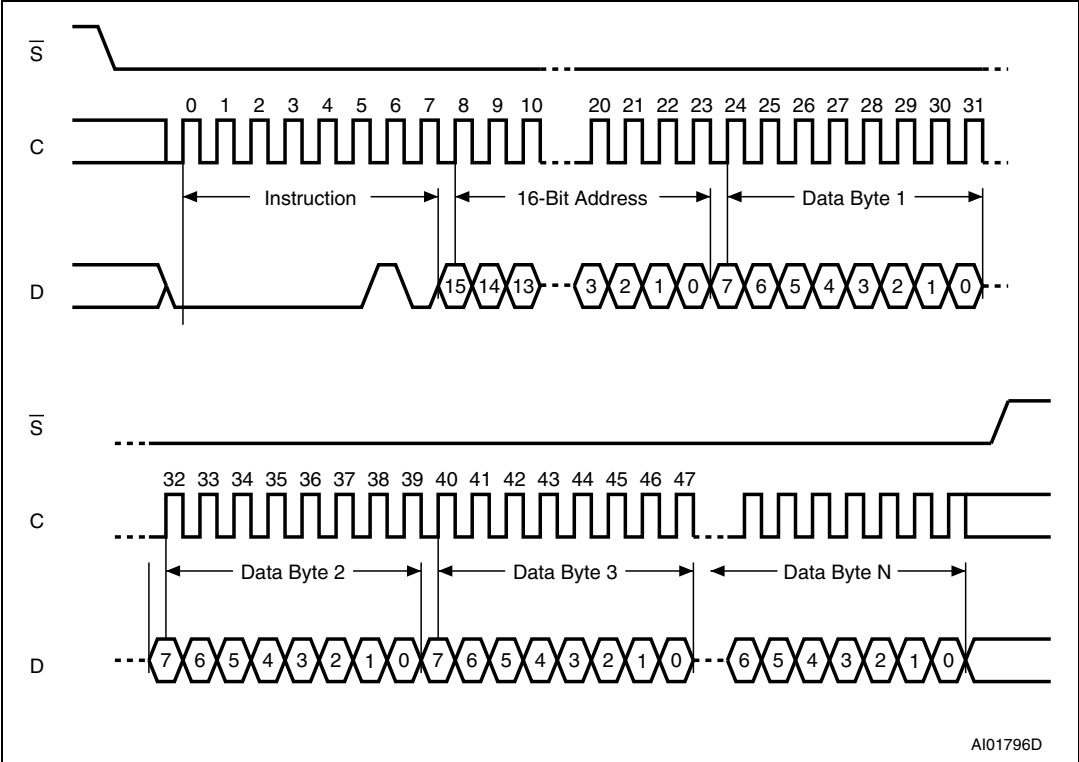 S̅
0 1 2 3 4 5 6 7 8 9 10 20 21 22 23 24 25 26 27 28 29 30 31
C
Instruction 16-Bit Address Data Byte 1
D
15 14 13 3 2 1 0 7 6 5 4 3 2 1 0
S̅
32 33 34 35 36 37 38 39 40 41 42 43 44 45 46 47
C
Data Byte 2 Data Byte 3 Data Byte N
D
7 6 5 4 3 2 1 0 7 6 5 4 3 2 1 0 6 5 4 3 2 1 0
AI01796D